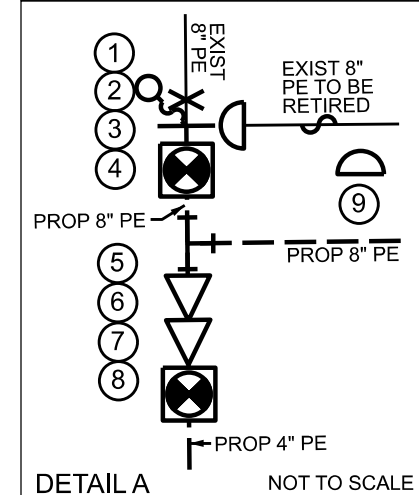 1
2
3
4
EXIST
8" PE
EXIST 8"
PE TO BE
RETIRED
9
PROP 8" PE
PROP 8" PE
5
6
7
8
PROP 4" PE
DETAIL A
NOT TO SCALE